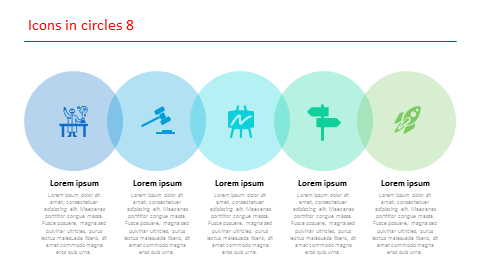 Icons in circles 8
Lorem ipsum
Lorem ipsum dolor sit
amet, consectetuer
adipiscing elit. Maecenas
porttitor congue massa.
Fusce posuere, magna sed
pulvinar ultricies, purus
lectus malesuada libero, sit
amet commodo magna
eros quis urna.
Lorem ipsum
Lorem ipsum dolor sit
amet, consectetuer
adipiscing elit. Maecenas
porttitor congue massa.
Fusce posuere, magna sed
pulvinar ultricies, purus
lectus malesuada libero, sit
amet commodo magna
eros quis urna.
Lorem ipsum
Lorem ipsum dolor sit
amet, consectetuer
adipiscing elit. Maecenas
porttitor congue massa.
Fusce posuere, magna sed
pulvinar ultricies, purus
lectus malesuada libero, sit
amet commodo magna
eros quis urna.
Lorem ipsum
Lorem ipsum dolor sit
amet, consectetuer
adipiscing elit. Maecenas
porttitor congue massa.
Fusce posuere, magna sed
pulvinar ultricies, purus
lectus malesuada libero, sit
amet commodo magna
eros quis urna.
Lorem ipsum
Lorem ipsum dolor sit
amet, consectetuer
adipiscing elit. Maecenas
porttitor congue massa.
Fusce posuere, magna sed
pulvinar ultricies, purus
lectus malesuada libero, sit
amet commodo magna
eros quis urna.